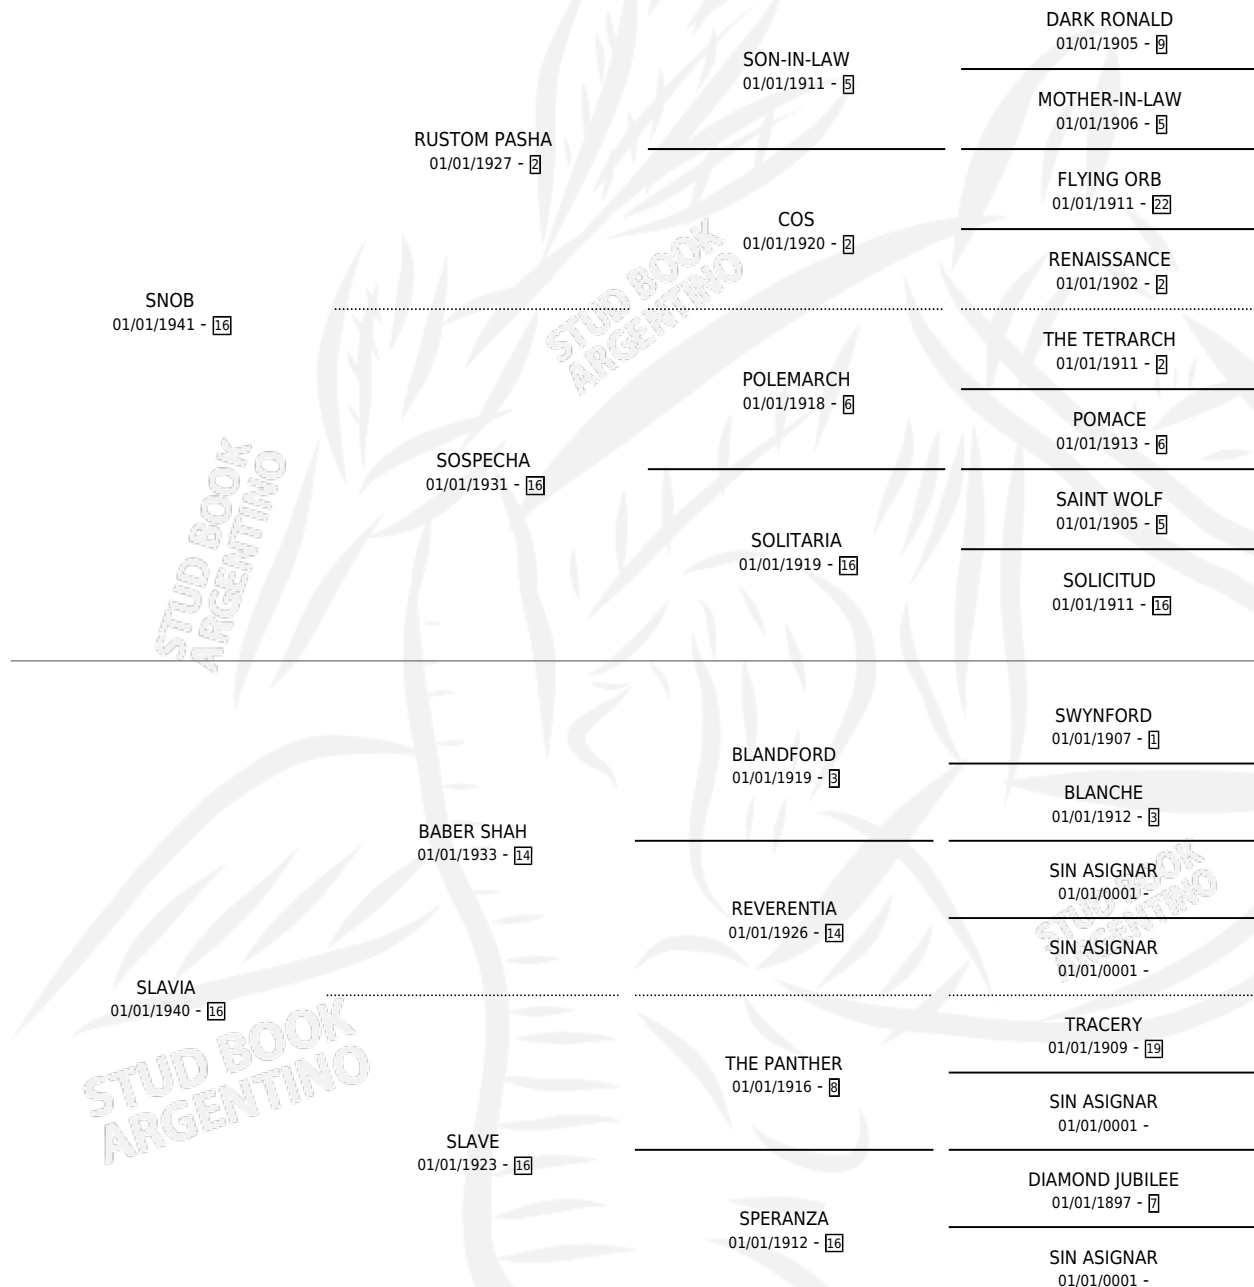 DARK RONALD
01/01/1905 - 9
SON-IN-LAW
01/01/1911 - 5
MOTHER-IN-LAW
01/01/1906 - 5
RUSTOM PASHA
01/01/1927 - 2
FLYING ORB
01/01/1911 - 22
COS
01/01/1920 - 2
RENAISSANCE
01/01/1902 - 2
SNOB
01/01/1941 - 16
STUD BOOK
ARGENTINO
THE TETRARCH
01/01/1911 - 2
POLEMARCH
01/01/1918 - 6
POMACE
01/01/1913 - 6
SOSPECHA
01/01/1931 - 16
SAINT WOLF
01/01/1905 - 5
SOLITARIA
01/01/1919 - 16
SOLICITUD
01/01/1911 - 16
STUD BOOK
ARGENTINO
SWYNFORD
01/01/1907 - 1
BLANDFORD
01/01/1919 - 3
BLANCHE
01/01/1912 - 3
BABER SHAH
01/01/1933 - 14
SIN ASIGNAR
01/01/0001 -
REVERENTIA
01/01/1926 - 14
SIN ASIGNAR
01/01/0001 -
STUD BOOK
ARGENTINO
SLAVIA
01/01/1940 - 16
STUD BOOK
ARGENTINO
TRACERY
01/01/1909 - 19
THE PANTHER
01/01/1916 - 8
SIN ASIGNAR
01/01/0001 -
SLAVE
01/01/1923 - 16
DIAMOND JUBILEE
01/01/1897 - 7
SPERANZA
01/01/1912 - 16
SIN ASIGNAR
01/01/0001 -